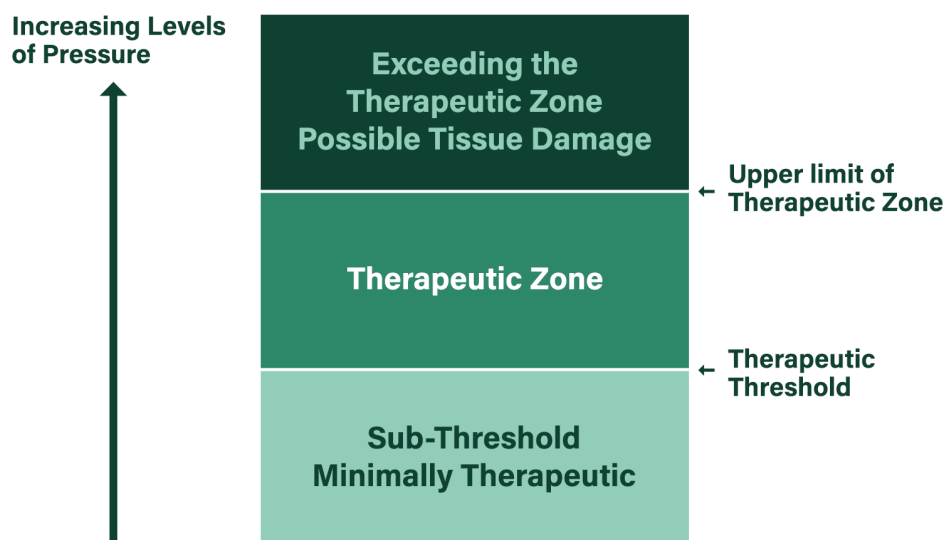 Increasing Levels
of Pressure
Exceeding the
Therapeutic Zone
Possible Tissue Damage
Upper limit of
Therapeutic Zone
Therapeutic Zone
Therapeutic
Threshold
Sub-Threshold
Minimally Therapeutic